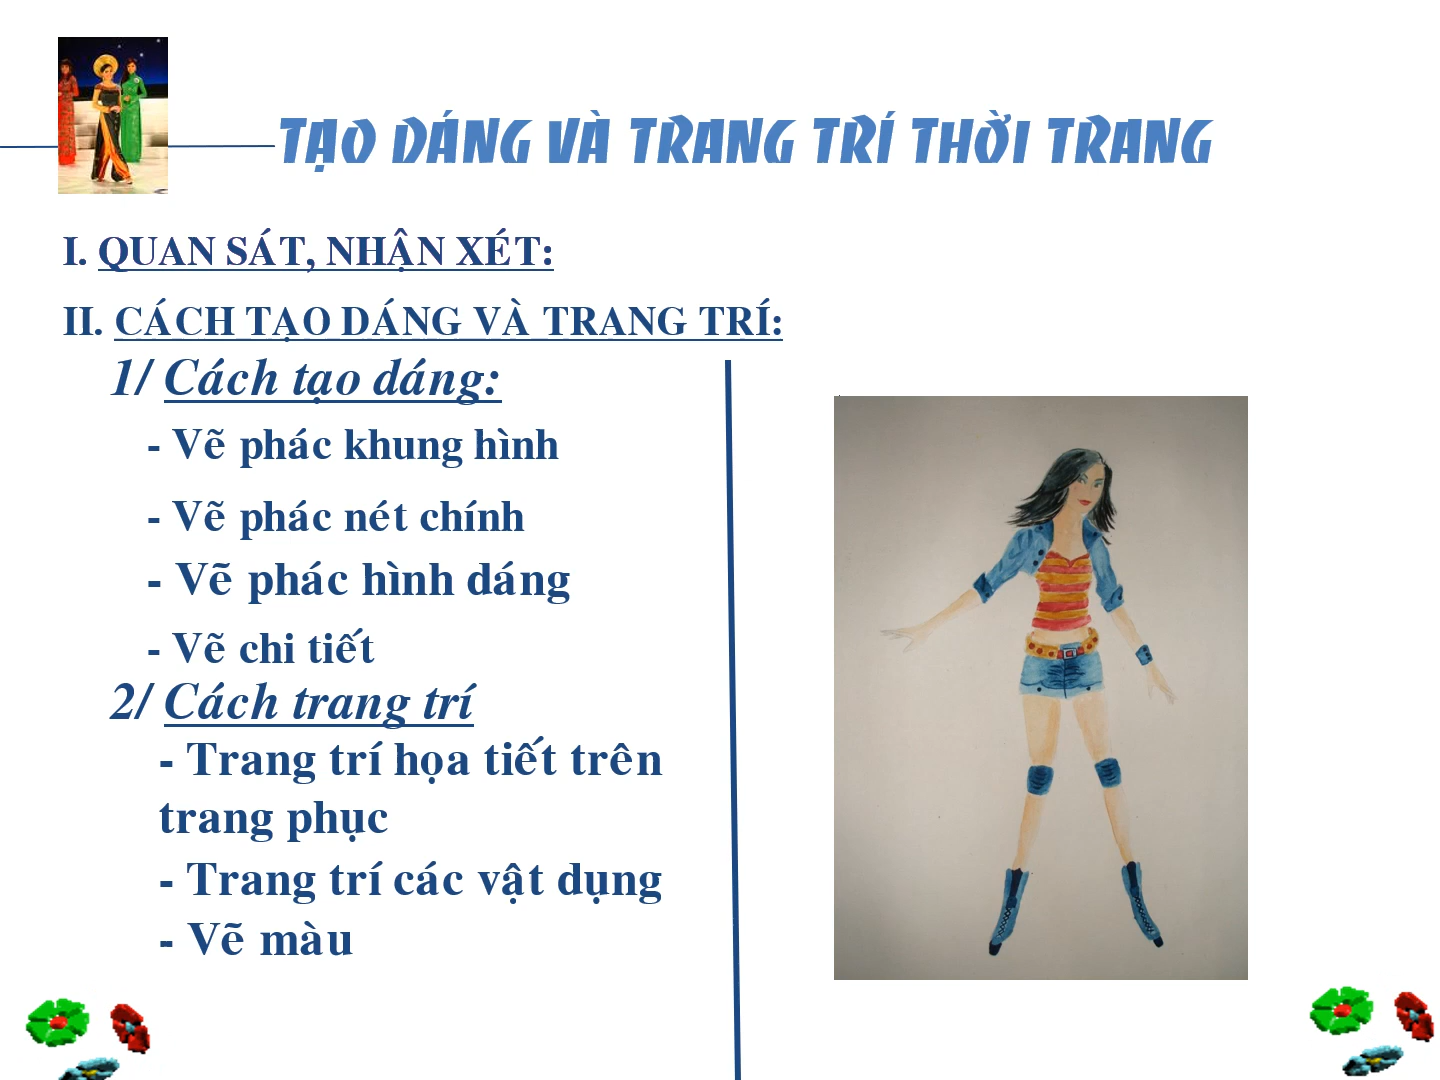 TẠO DÁNG VÀ TRANG TRÍ THỜI TRANG
I. QUAN SÁT, NHẬN XÉT:
II. CÁCH TẠO DÁNG VÀ TRANG TRÍ:
1/ Cách tạo dáng:
- Vẽ phác khung hình
- Vẽ phác nét chính
- Vẽ phác hình dáng
- Vẽ chi tiết
2/ Cách trang trí
- Trang trí họa tiết trên
trang phục
- Trang trí các vật dụng
- Vẽ màu